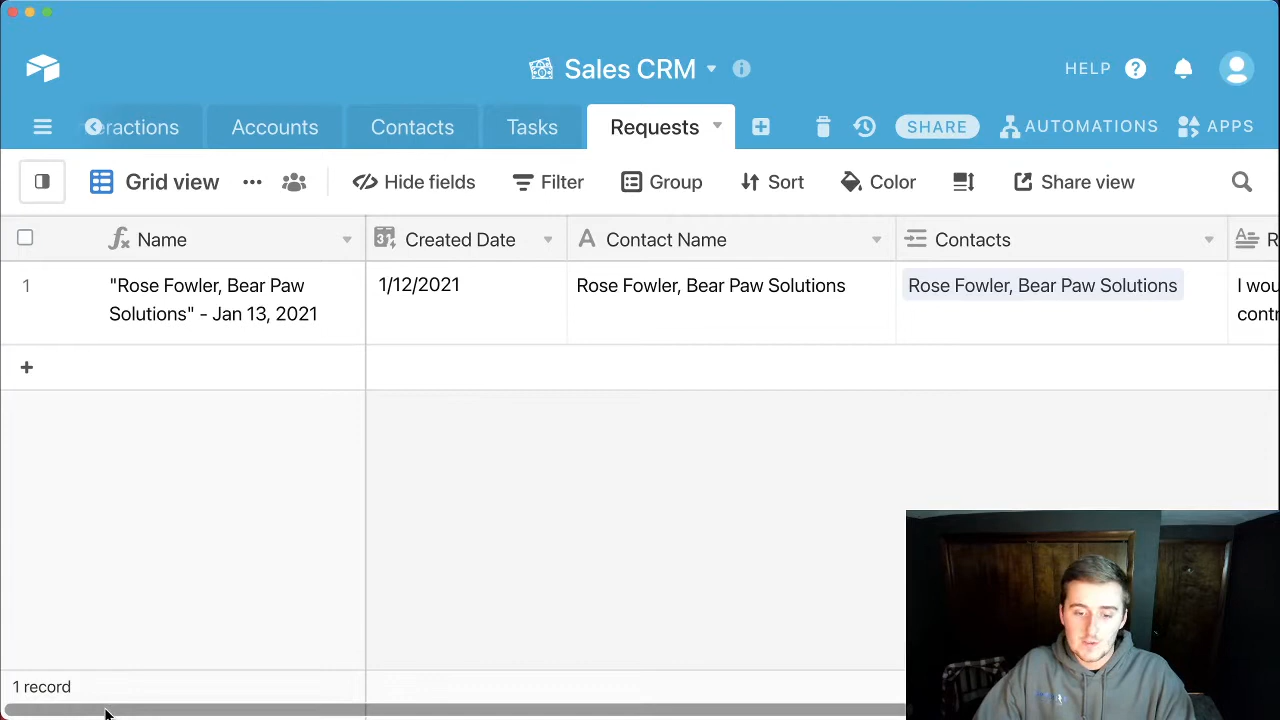 Sales CRM
HELP
eractions
Accounts
Contacts
Tasks
Requests
SHARE
AUTOMATIONS
APPS
Grid view
Hide fields
Filter
Group
Sort
Color
Share view
Name
Created Date
Contact Name
Contacts
R
1
"Rose Fowler, Bear Paw
Solutions" - Jan 13, 2021
1/12/2021
Rose Fowler, Bear Paw Solutions
Rose Fowler, Bear Paw Solutions
I wou
contr
+
1 record